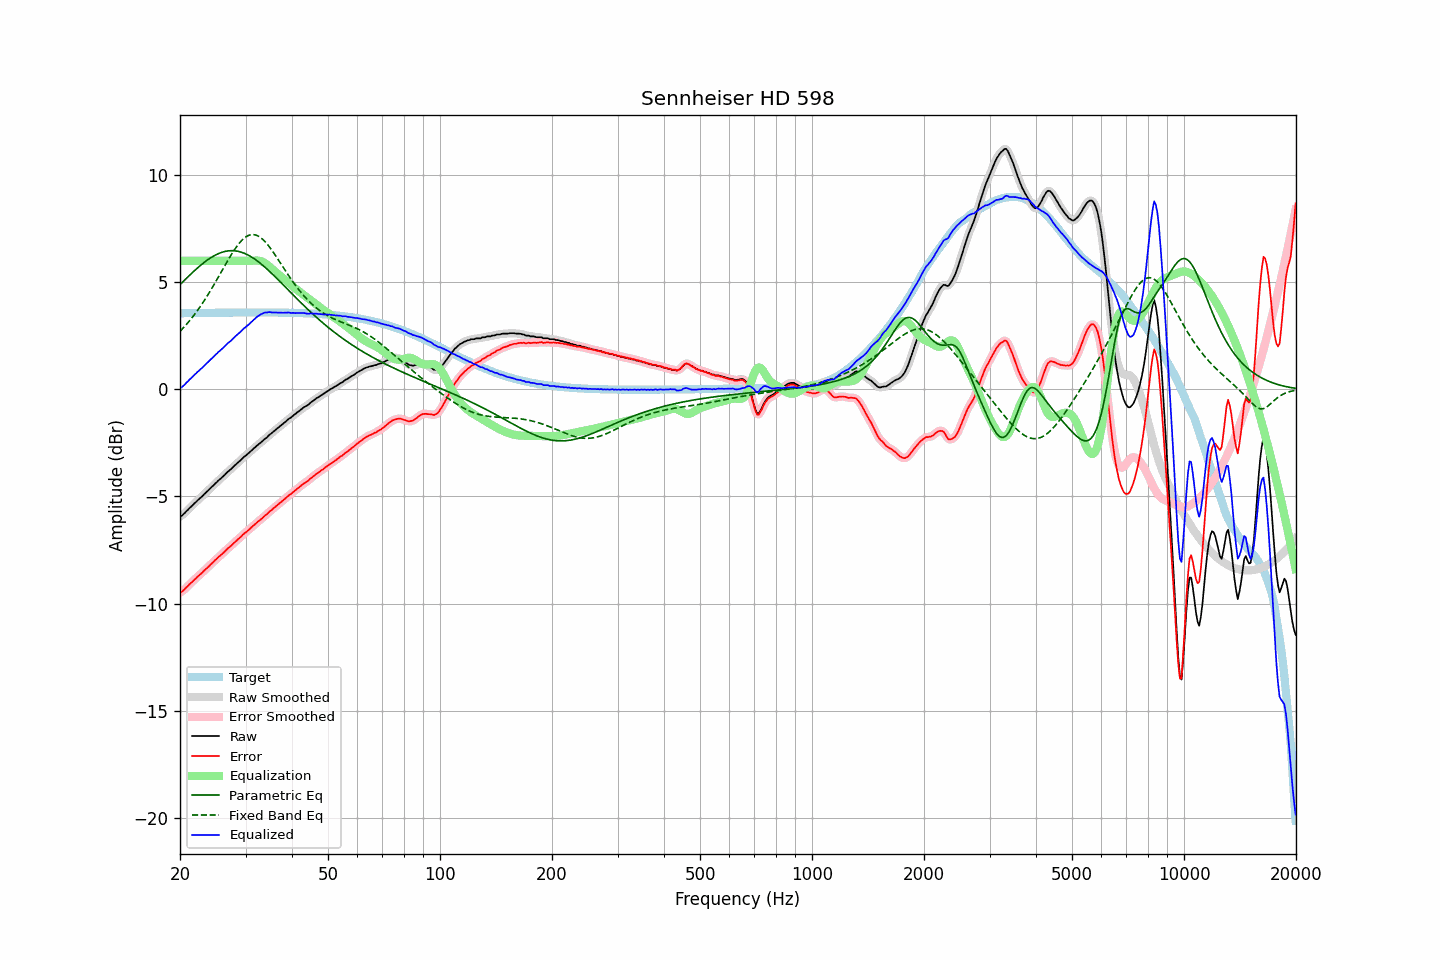 Sennheiser HD 598
Amplitude (dBr)
10
5
0
−5
−10
−15
−20
Target
Raw Smoothed
Error Smoothed
Raw
Error
Equalization
Parametric Eq
Fixed Band Eq
Equalized
20 50 100 200 500 1000 2000 5000 10000 20000
Frequency (Hz)